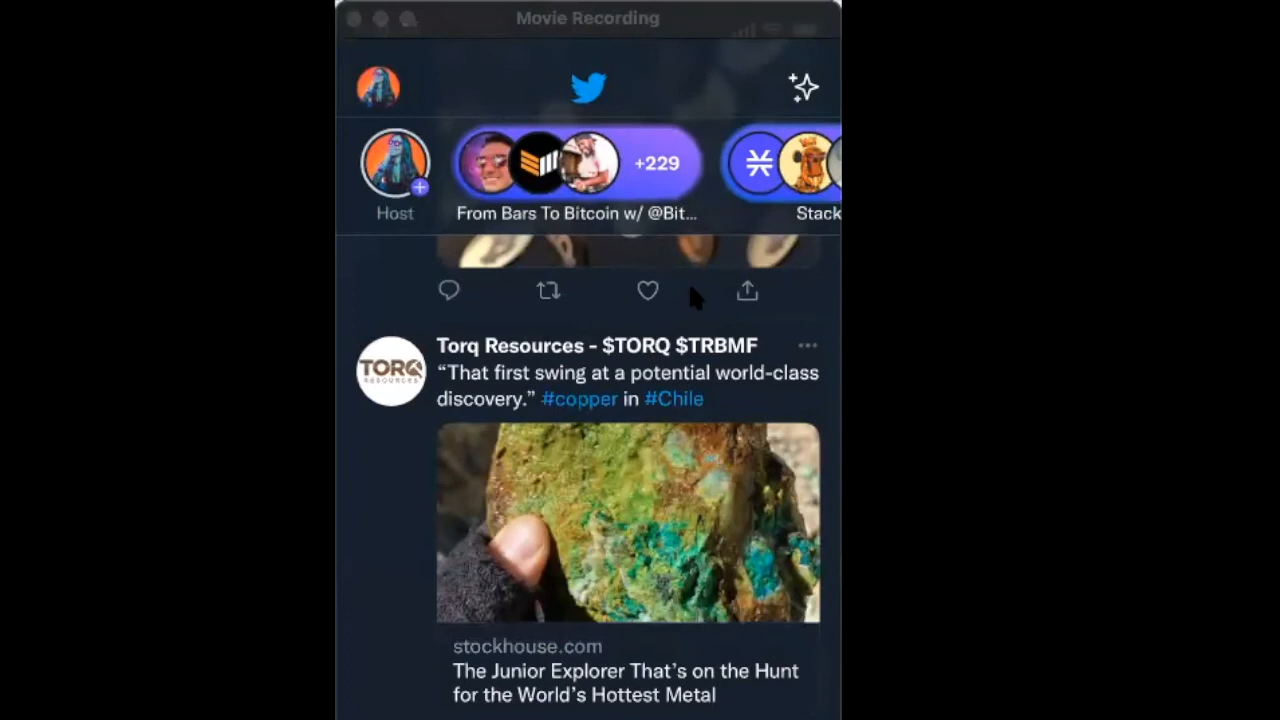 Movie Recording
+229
Host
From Bars To Bitcoin w/ @Bit...
Stack
Torq Resources - $TORQ $TRBMF
TORQ
RESOURCES
“That first swing at a potential world-class
discovery.” #copper in #Chile
stockhouse.com
The Junior Explorer That’s on the Hunt
for the World’s Hottest Metal